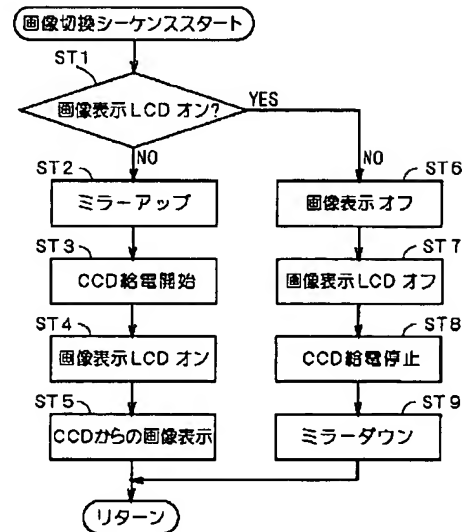 画像切換シーケンススタート
ST1
画像表示LCDオン?
YES
NO
NO
ST2
ミラーアップ
ST6
画像表示オフ
ST3
CCD給電開始
ST7
画像表示LCDオフ
ST4
画像表示LCDオン
ST8
CCD給電停止
ST5
CCDからの画像表示
ST9
ミラーダウン
リターン